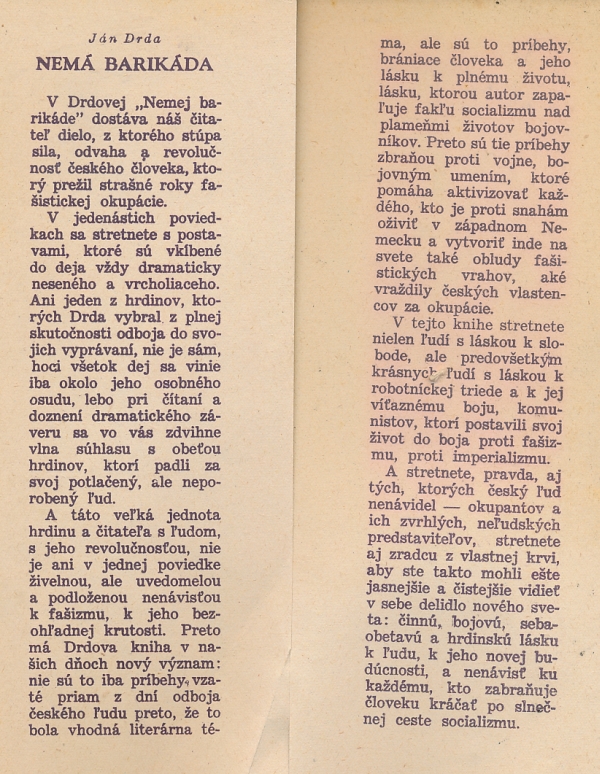 Ján Drda
NEMÁ BARIKÁDA
V Drdovej „Nemej ba-
rikáde” dostáva náš čita-
teľ dielo, z ktorého stúpa
sila, odvaha a revoluč-
nosť českého človeka, kto-
rý prežil strašné roky fa-
šistickej okupácie.
V jedenástich poviedkach sa stretnete s posta-
vami, ktoré sú vkĺbené
do deja vždy dramaticky
neseného a vrcholiaceho.
Ani jeden z hrdinov, kto-
rých Drda vybral z plnej
skutočnosti odboja do svo-
jich vyprávaní, nie je sám,
hoci všetok dej sa vinie
iba okolo jeho osobného
osudu, lebo pri čítaní a
doznení dramatického zá-
veru sa vo vás zdvihne
vlna súhlasu s obeťou
hrdinov, ktorí padli za
svoj potlačený, ale nepo-
robený ľud.
A táto veľká jednota
hrdinu a čitateľa s ľudom,
s jeho revolučnosťou, nie
je ani v jednej poviedke
živelnou, ale uvedomelou
a podloženou nenávisťou
k fašizmu, k jeho bez-
ohľadnej krutosti. Preto
má Drdova kniha v na-
šich dňoch nový význam:
nie sú to iba príbehy, vza-
té priam z dní odboja
českého ľudu preto, že to
bola vhodná literárna té-
ma, ale sú to príbehy,
brániace človeka a jeho
lásku k plnému životu,
lásku, ktorou autor zapa-
ľuje fakľu socializmu nad
plameňmi životov bojov-
níkov. Preto sú tie príbehy
zbraňou proti vojne, bo-
jovným umením, ktoré
pomáha aktivizovať kaž-
dého, kto je proti snahám
oživiť v západnom Ne-
mecku a vytvoriť inde na
svete také obludy faši-
stických vrahov, aké
vraždily českých vlasten-
cov za okupácie.
V tejto knihe stretnete
nielen ľudí s láskou k slo-
bode, ale predovšetkým
krásnych ľudí s láskou k
robotníckej triede a k jej
víťaznému boju, komu-
nistov, ktorí postavili svoj
život do boja proti fašiz-
mu, proti imperializmu.
A stretnete, pravda, aj
tých, ktorých český ľud
nenávidel — okupantov a
ich zvrhlých, neľudských
predstaviteľov, stretnete
aj zradcu z vlastnej krvi,
aby ste takto mohli ešte
jasnejšie a čistejšie vidieť
v sebe delidlo nového sve-
ta: činnú, bojovú, seba-
obetavú a hrdinskú lásku
k ľudu, k jeho novej bu-
dúcnosti, a nenávisť ku
každému, kto zabraňuje
človeku kráčať po slneč-
nej ceste socializmu.